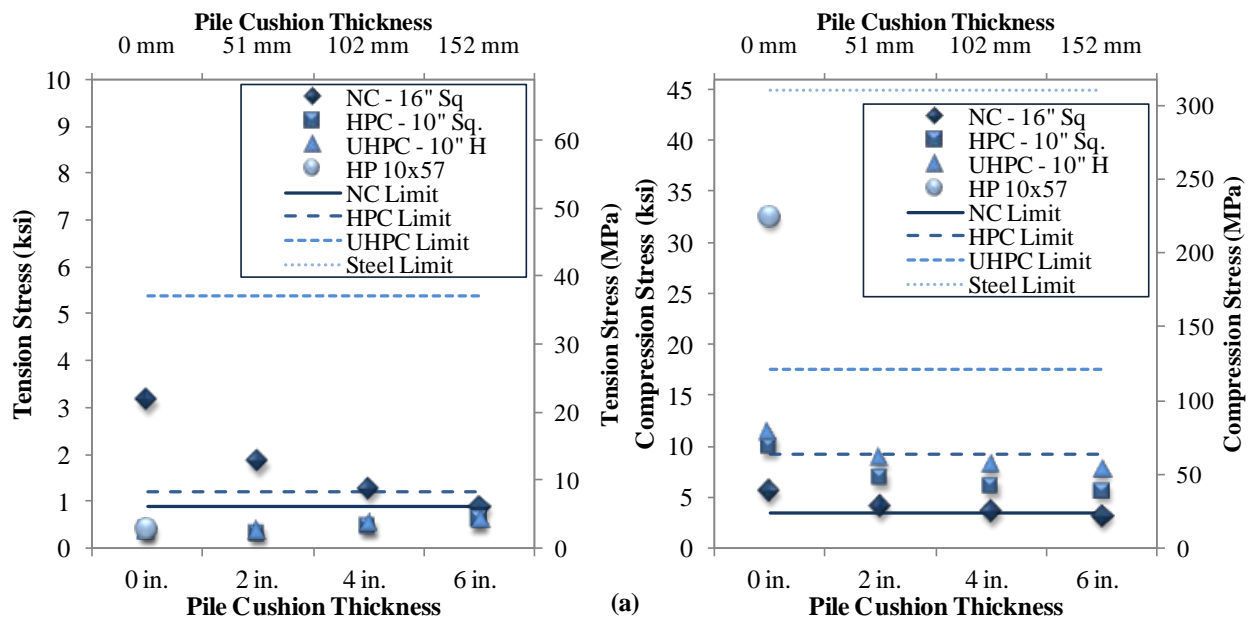 Pile Cushion Thickness
0 mm 51 mm 102 mm 152 mm
10
9
8
7
6
5
4
3
2
1
0
Tension Stress (ksi)
NC - 16" Sq
HPC - 10" Sq.
UHPC - 10" H
HP 10x57
NC Limit
HPC Limit
UHPC Limit
Steel Limit
60
50
40
30
20
10
0
Tension Stress (MPa)
0 in. 2 in. 4 in. 6 in.
Pile Cushion Thickness
(a)
Pile Cushion Thickness
0 mm 51 mm 102 mm 152 mm
45
40
35
30
25
20
15
10
5
0
Compression Stress (ksi)
NC - 16" Sq
HPC - 10" Sq.
UHPC - 10" H
HP 10x57
NC Limit
HPC Limit
UHPC Limit
Steel Limit
300
250
200
150
100
50
0
Compression Stress (MPa)
0 in. 2 in. 4 in. 6 in.
Pile Cushion Thickness